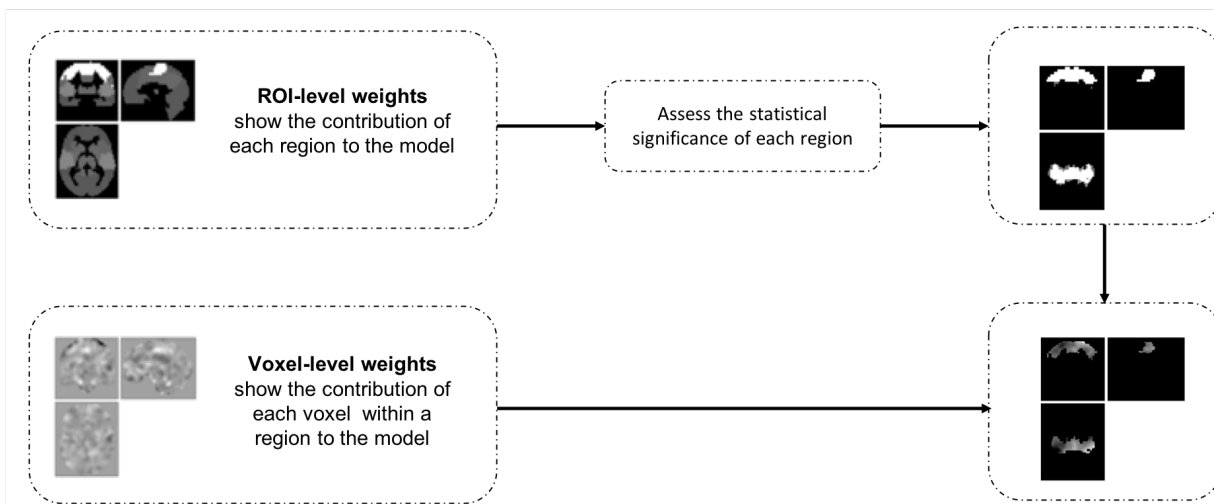 ROI-level weights
show the contribution of
each region to the model
Assess the statistical
significance of each region
Voxel-level weights
show the contribution of
each voxel within a
region to the model